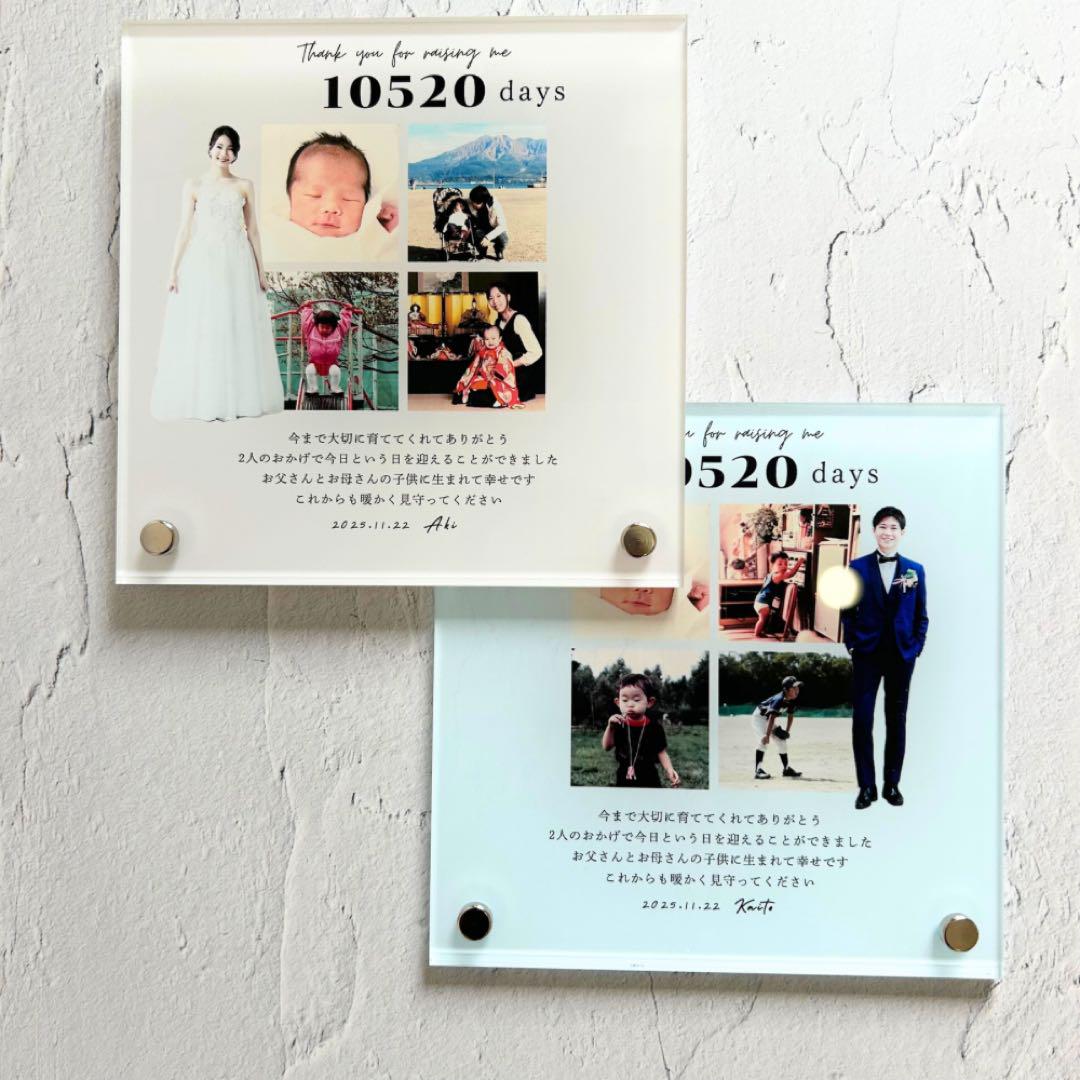 Thank you for raising me
10520 days
今まで大切に育ててくれてありがとう
2人のおかげで今日という日を迎えることができました
お父さんとお母さんの子供に生まれて幸せです
これからも暖かく見守ってください
2025.11.22 Aki
for raising me
0520 days
今まで大切に育ててくれてありがとう
2人のおかげで今日という日を迎えることができました
お父さんとお母さんの子供に生まれて幸せです
これからも暖かく見守ってください
2025.11.22 Kaito